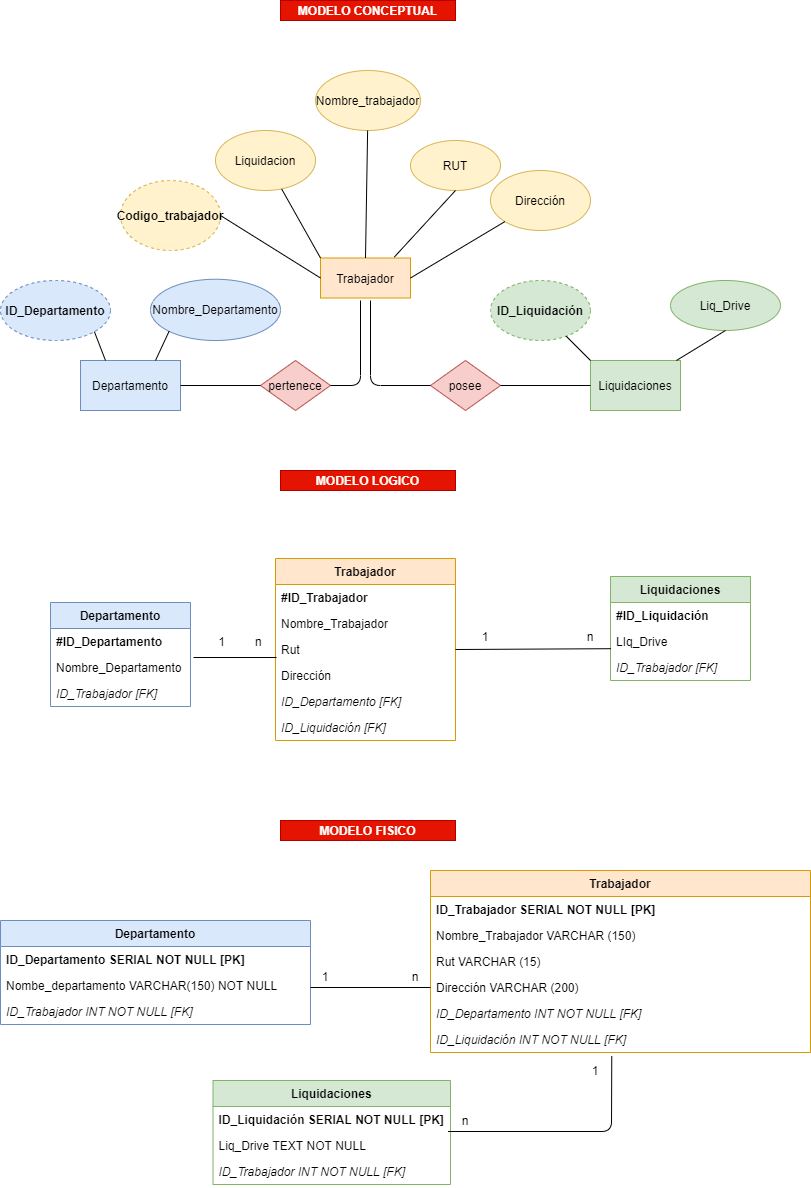 MODELO CONCEPTUAL
Nombre_trabajador
Liquidacion
RUT
Dirección
Codigo_trabajador
Trabajador
ID_Departamento
Nombre_Departamento
ID_Liquidación
Liq_Drive
Departamento
pertenece
posee
Liquidaciones
MODELO LOGICO
Departamento
#ID_Departamento
Nombre_Departamento
ID_Trabajador [FK]
1 n
Trabajador
#ID_Trabajador
Nombre_Trabajador
Rut
Dirección
ID_Departamento [FK]
ID_Liquidación [FK]
1 n
Liquidaciones
#ID_Liquidación
LIq_Drive
ID_Trabajador [FK]
MODELO FISICO
Departamento
ID_Departamento SERIAL NOT NULL [PK]
Nombe_departamento VARCHAR(150) NOT NULL
ID_Trabajador INT NOT NULL [FK]
1 n
Trabajador
ID_Trabajador SERIAL NOT NULL [PK]
Nombre_Trabajador VARCHAR (150)
Rut VARCHAR (15)
Dirección VARCHAR (200)
ID_Departamento INT NOT NULL [FK]
ID_Liquidación INT NOT NULL [FK]
1
n
Liquidaciones
ID_Liquidación SERIAL NOT NULL [PK]
Liq_Drive TEXT NOT NULL
ID_Trabajador INT NOT NULL [FK]